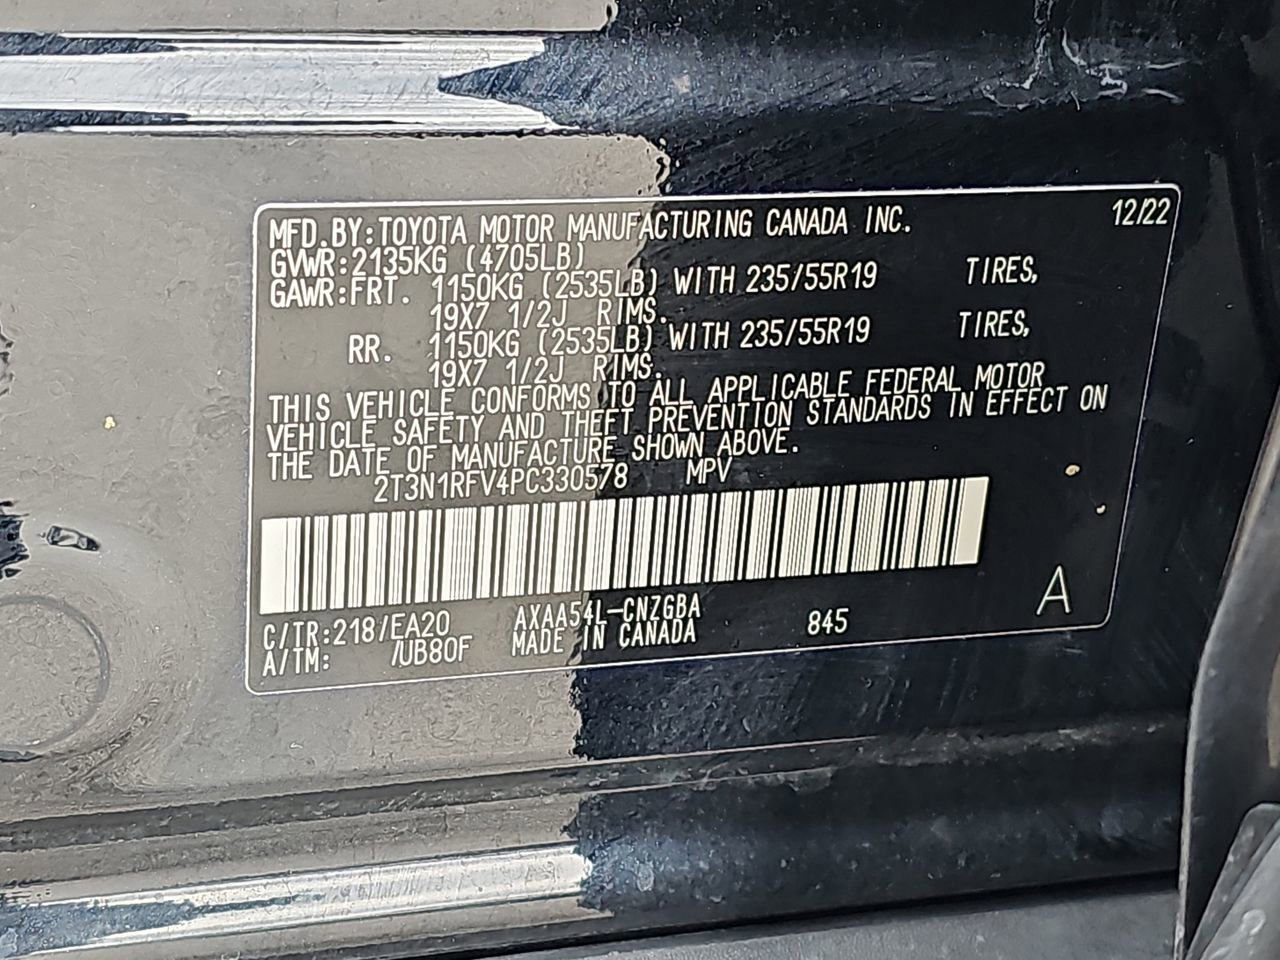 MFD.BY:TOYOTA MOTOR MANUFACTURING CANADA INC. 12/22
GVWR:2135KG (4705LB)
GAWR:FRT. 1150KG (2535LB) WITH 235/55R19 TIRES,
19X7 1/2J RIMS.
RR. 1150KG (2535LB) WITH 235/55R19 TIRES,
19X7 1/2J RIMS.
THIS VEHICLE CONFORMS TO ALL APPLICABLE FEDERAL MOTOR
VEHICLE SAFETY AND THEFT PREVENTION STANDARDS IN EFFECT ON
THE DATE OF MANUFACTURE SHOWN ABOVE.
2T3N1RFV4PC330578 MPV
C/TR:218/EA20 AXAA54L-CNZGBA 845 A
A/TM: /UB80F MADE IN CANADA